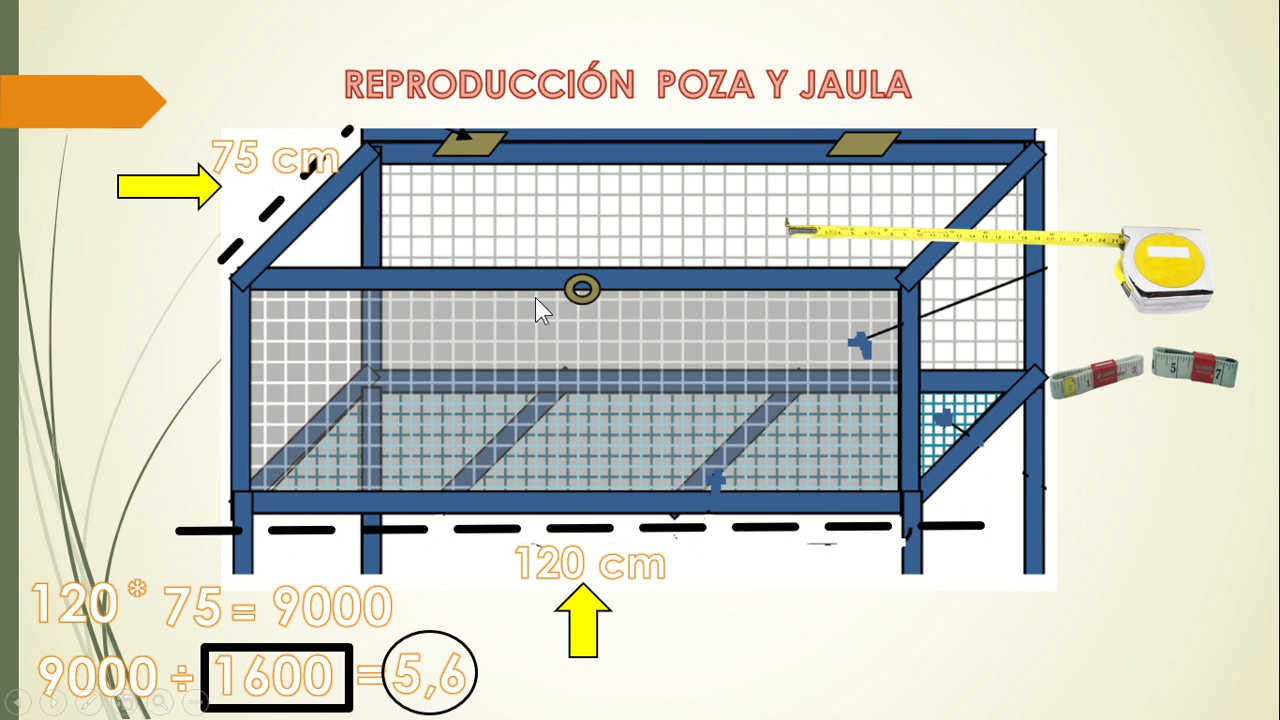 REPRODUCCIÓN POZA Y JAULA
75 cm
120 cm
120 * 75 = 9000
9000 ÷ 1600 = 5,6